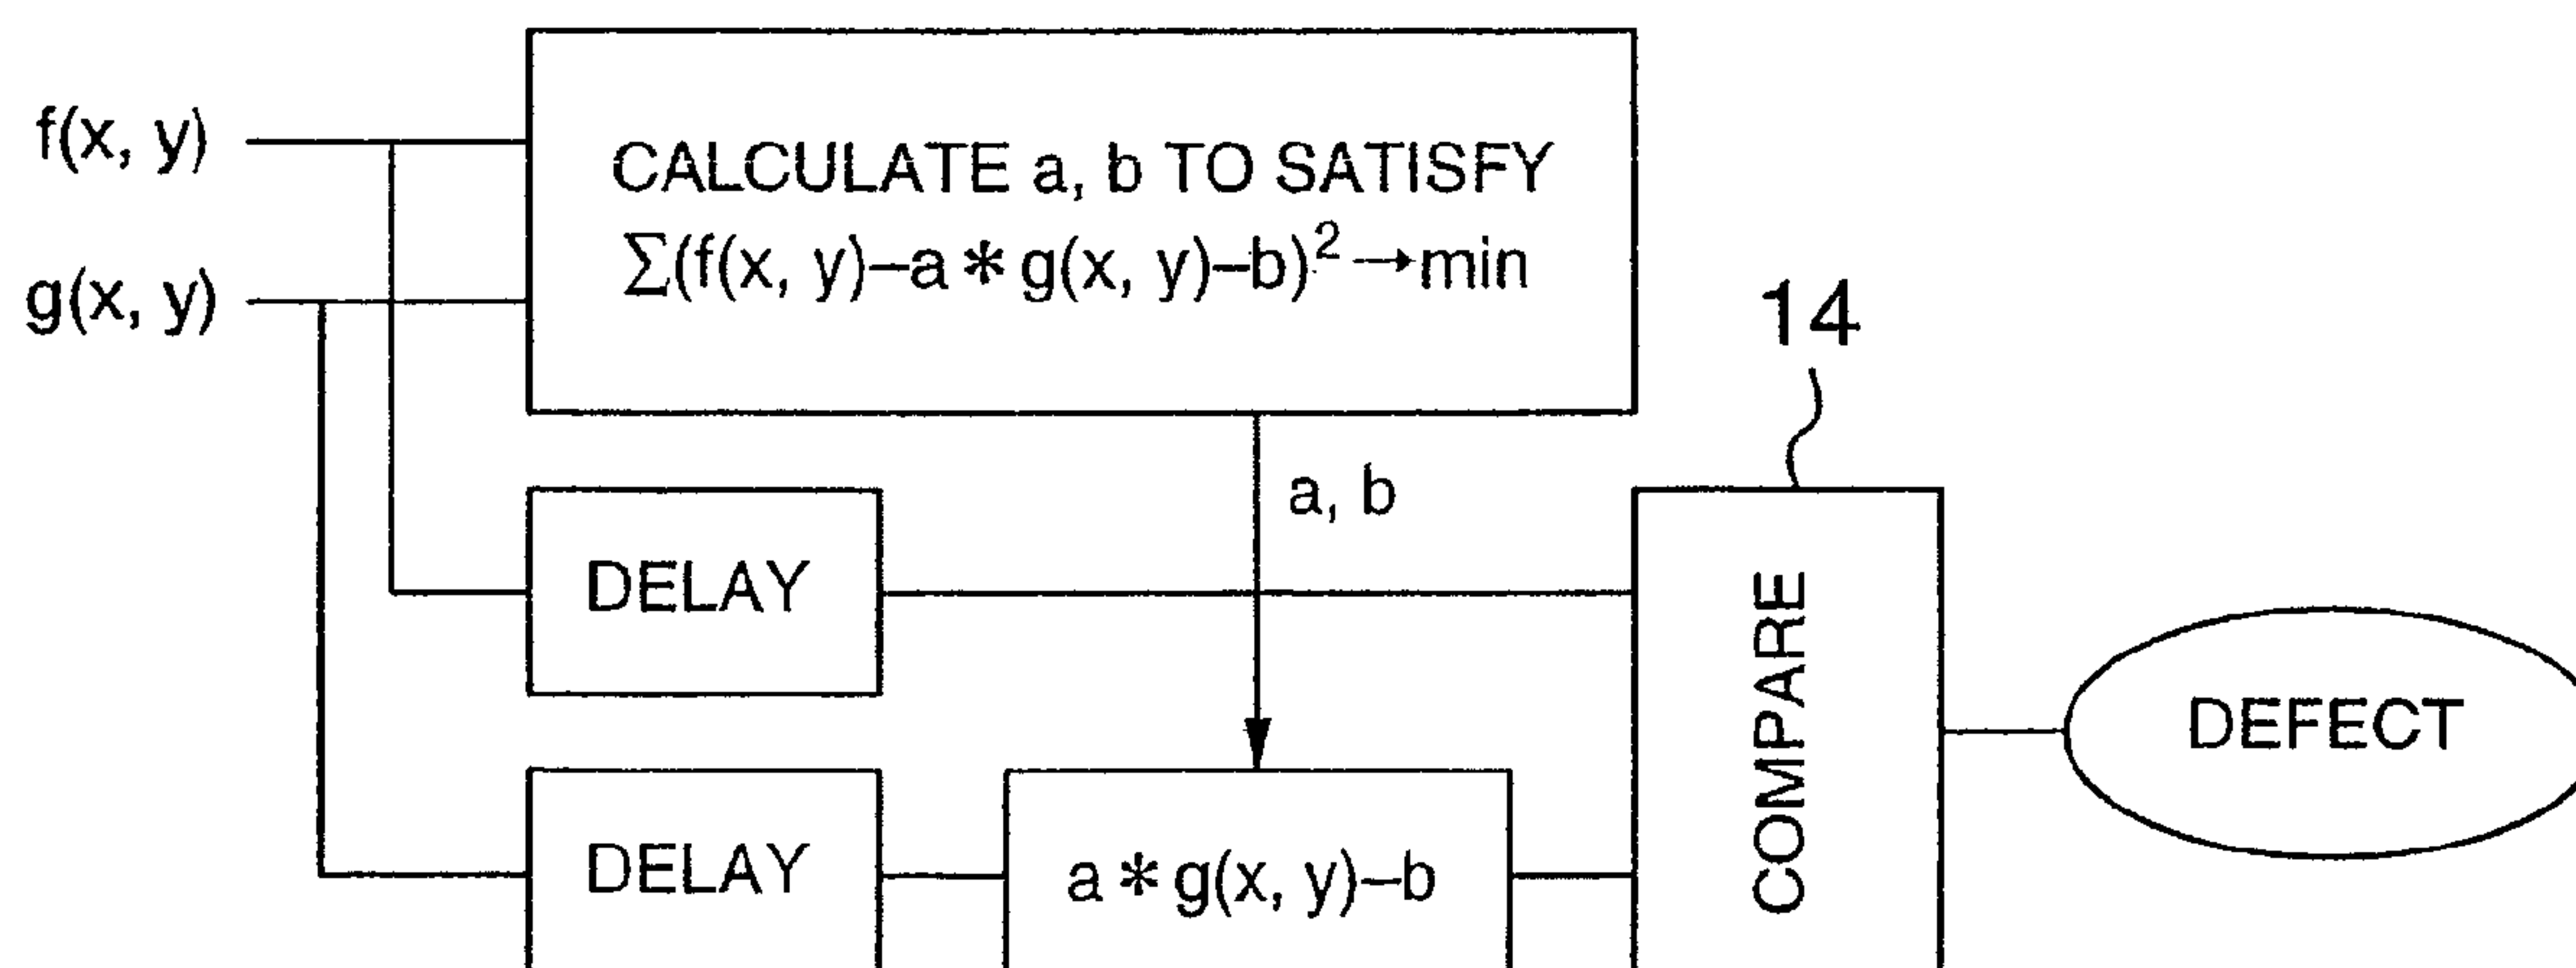 f(x, y)
CALCULATE a, b TO SATISFY
∑(f(x, y)–a * g(x, y)–b)² →min
g(x, y)
14
a, b
DELAY
COMPARE
DEFECT
DELAY
a * g(x, y)–b